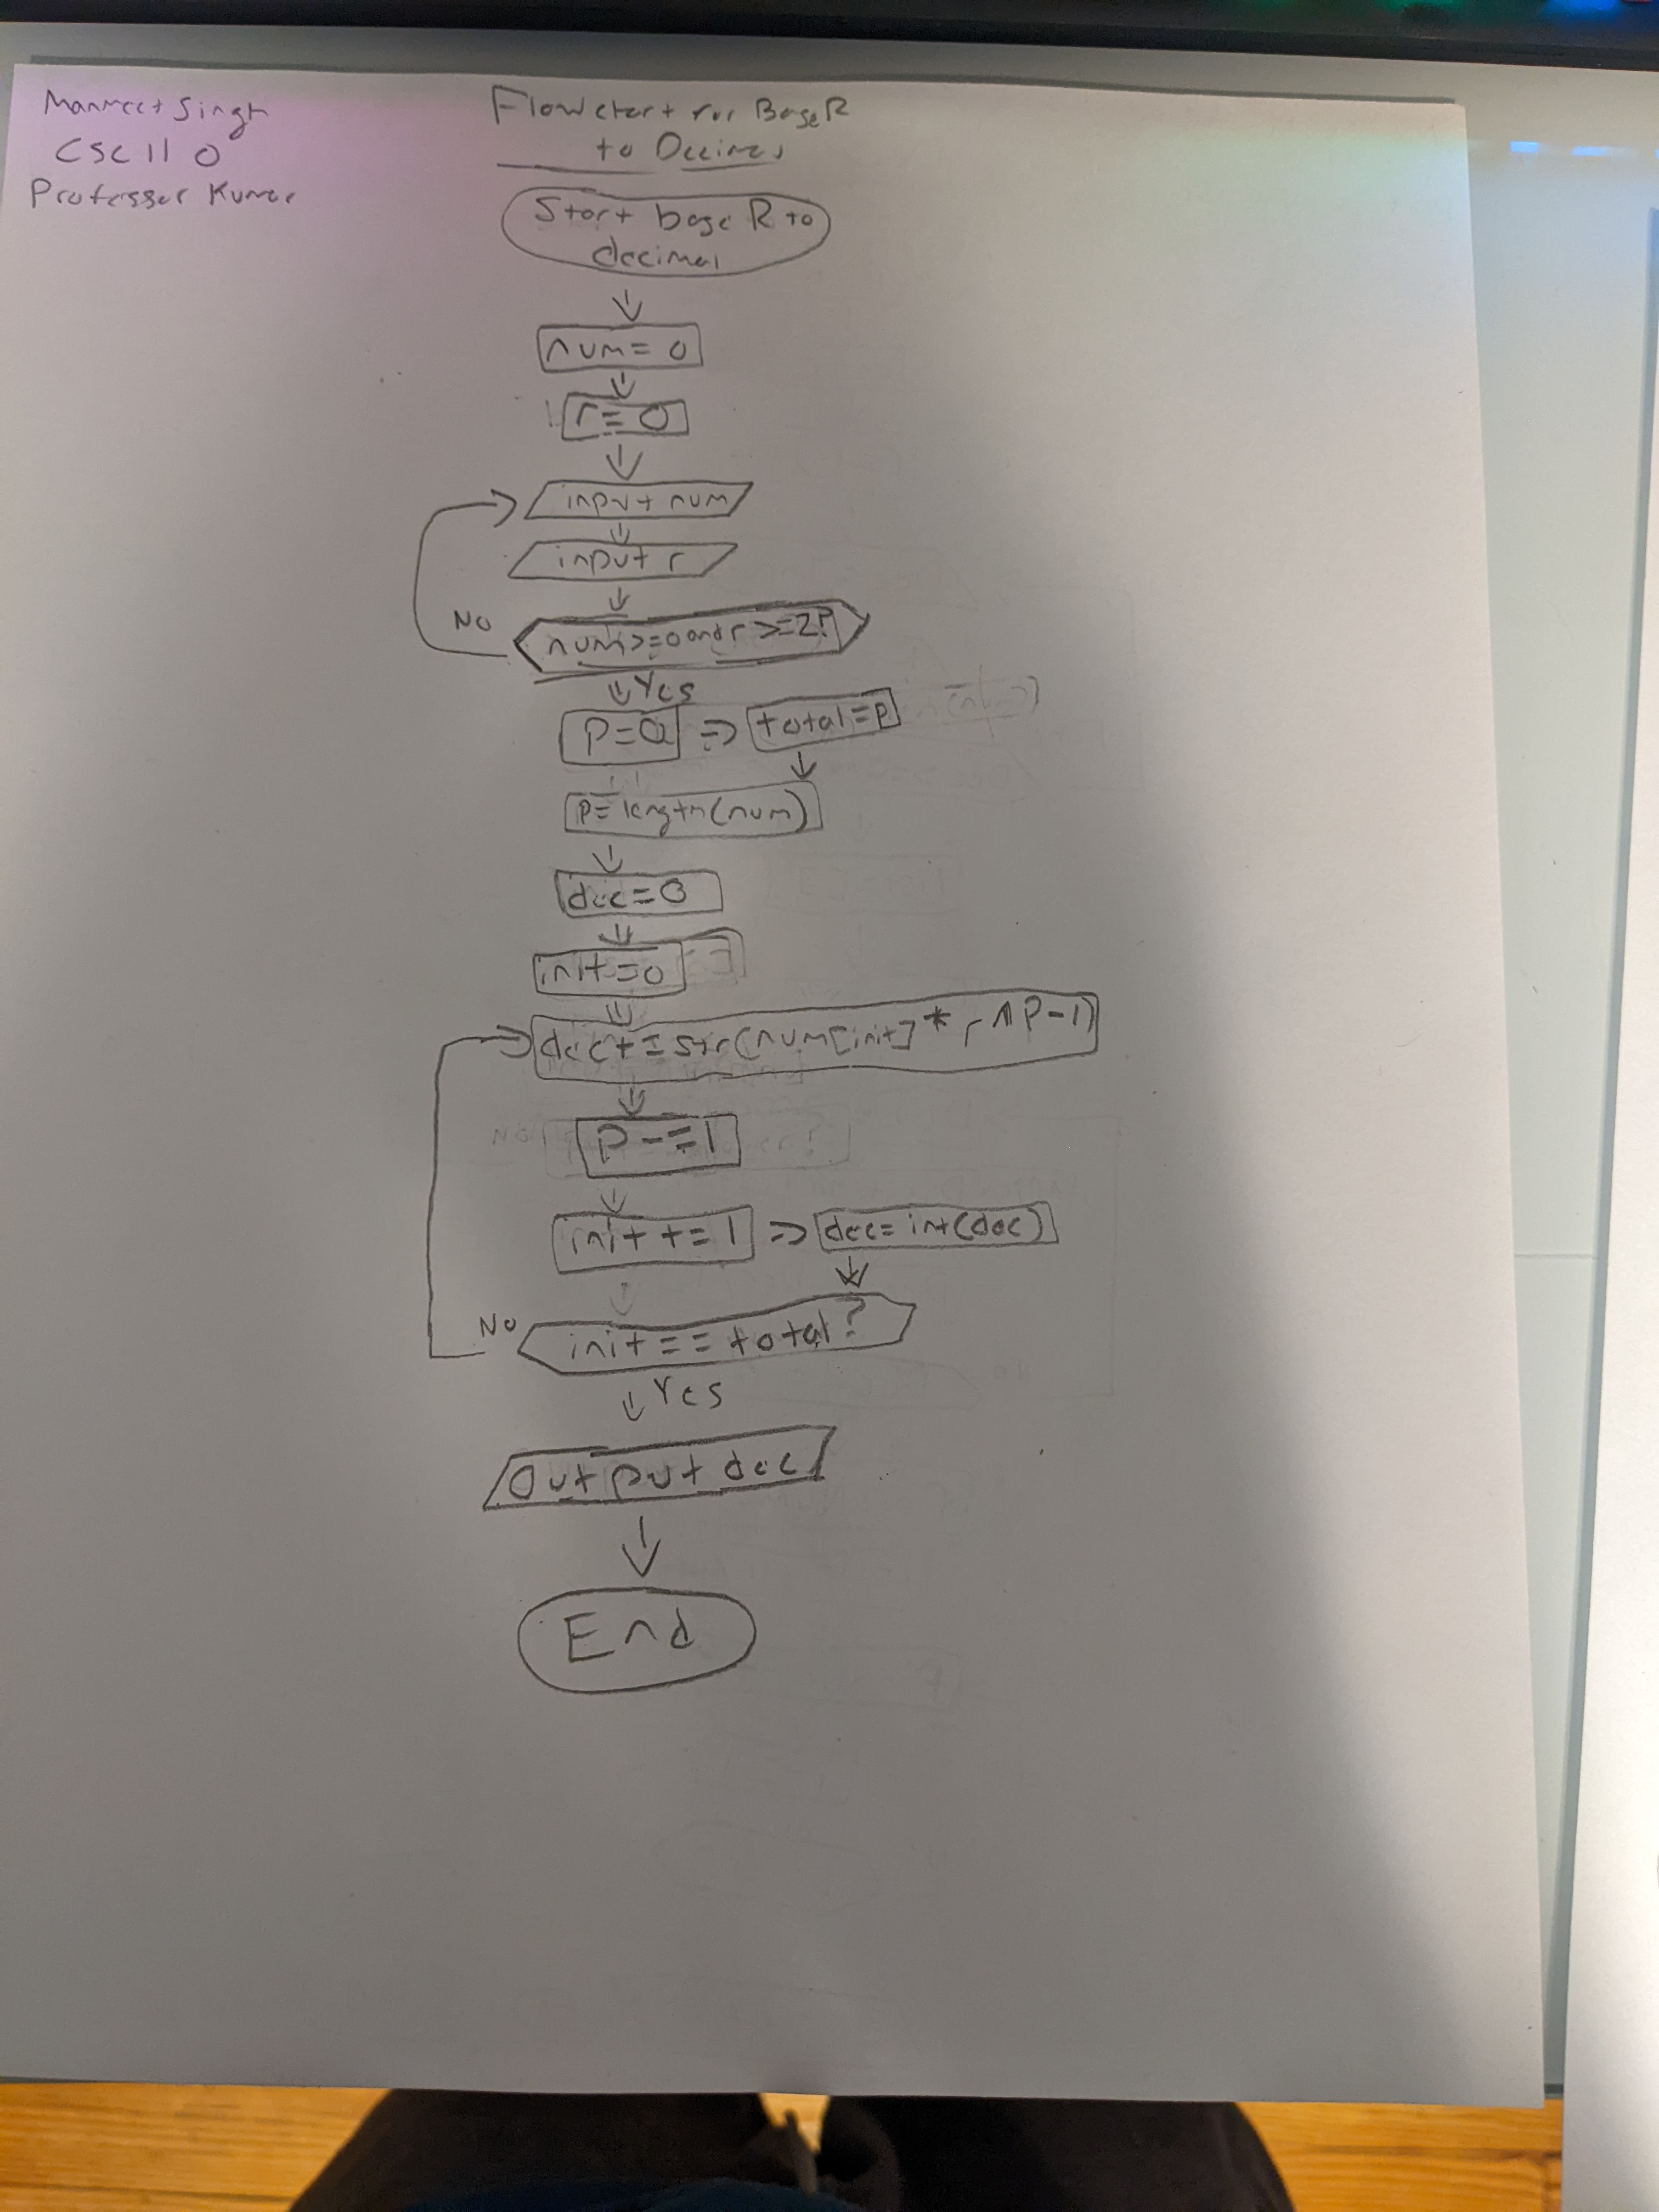 Manmeet Singh
CSC 110
Professor Kumar
Flowchart for Base R
to Decimal
Start base R to
decimal
num=0
r=0
input num
input r
num>=0 and r>=2?
No
Yes
P=0
total=P
P=length(num)
dec=0
init=0
dec+=str(num[init]*r^P-1)
P-=1
init+=1
dec=int(dec)
init==total?
No
Yes
Output dec
End